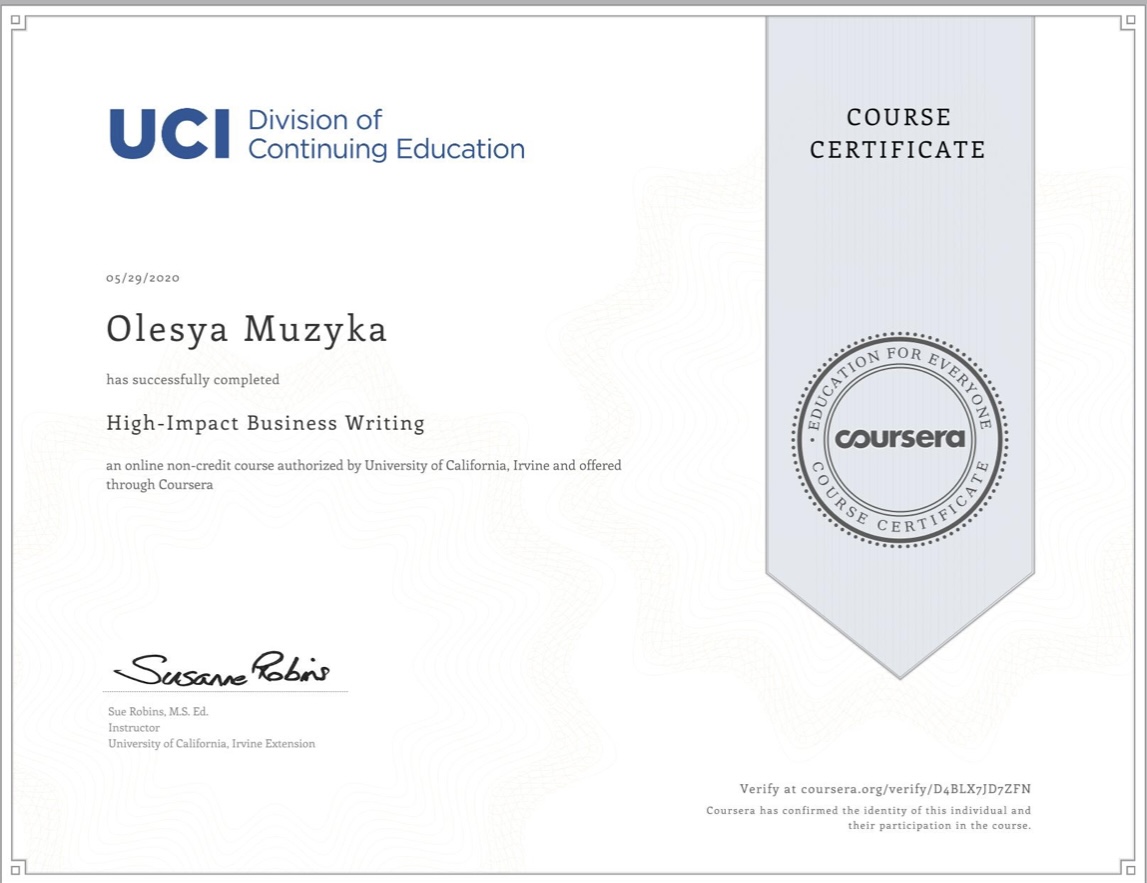 UCI Division of
Continuing Education
COURSE
CERTIFICATE
05/29/2020
Olesya Muzyka
has successfully completed
High-Impact Business Writing
an online non-credit course authorized by University of California, Irvine and offered
through Coursera
EDUCATION FOR EVERYONE
coursera
COURSE CERTIFICATE
Susanne Robins
Sue Robins, M.S. Ed.
Instructor
University of California, Irvine Extension
Verify at coursera.org/verify/D4BLX7JD7ZFN
Coursera has confirmed the identity of this individual and
their participation in the course.